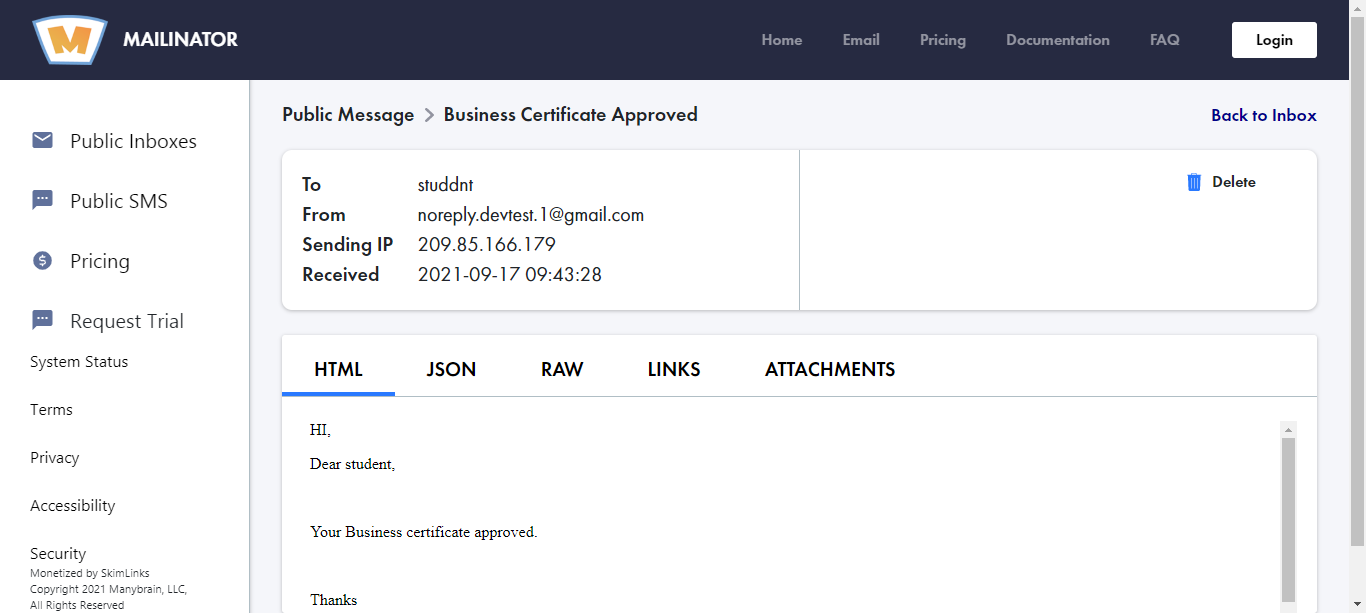 MAILINATOR
Home Email Pricing Documentation FAQ Login
Public Inboxes
Public SMS
Pricing
Request Trial
System Status
Terms
Privacy
Accessibility
Security
Monetized by SkimLinks
Copyright 2021 Manybrain, LLC,
All Rights Reserved
Public Message > Business Certificate Approved
Back to Inbox
To studdnt
From noreply.devtest.1@gmail.com
Sending IP 209.85.166.179
Received 2021-09-17 09:43:28
Delete
HTML JSON RAW LINKS ATTACHMENTS
HI,
Dear student,
Your Business certificate approved.
Thanks